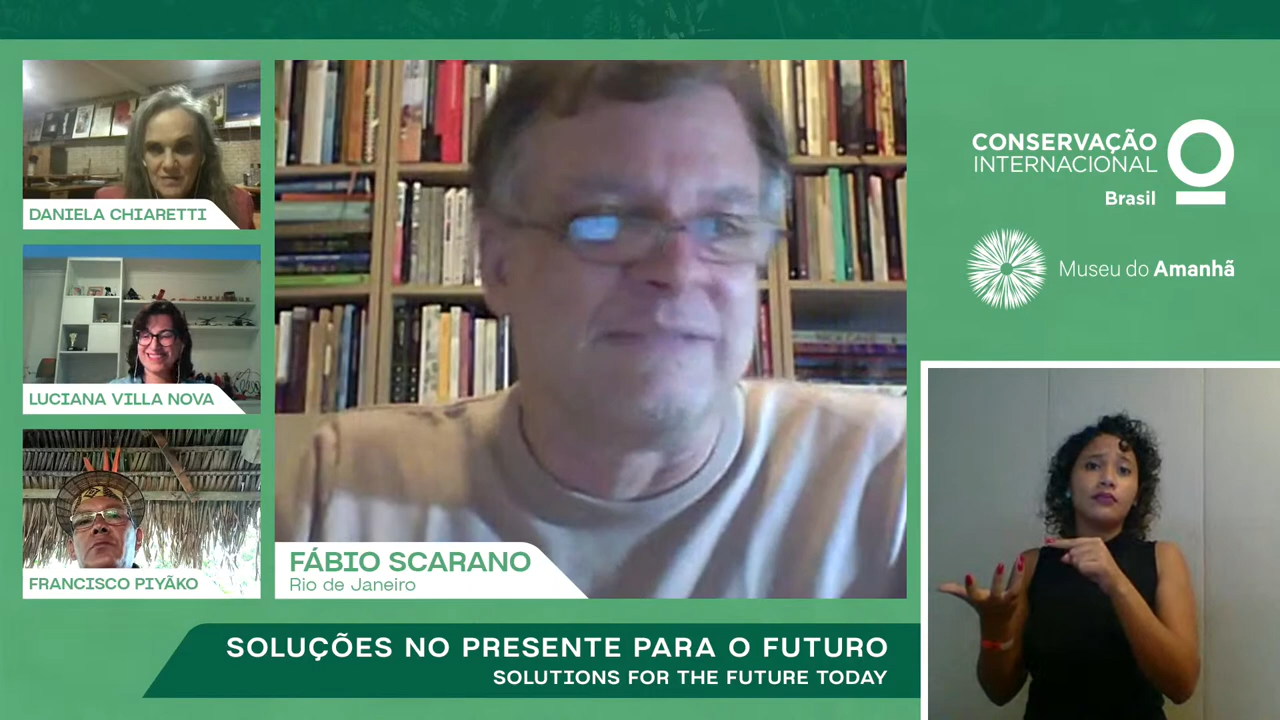 DANIELA CHIARETTI
LUCIANA VILLA NOVA
FRANCISCO PIYÃKO
FÁBIO SCARANO
Rio de Janeiro
SOLUÇÕES NO PRESENTE PARA O FUTURO
SOLUTIONS FOR THE FUTURE TODAY
CONSERVAÇÃO
INTERNACIONAL
Brasil
Museu do Amanhã